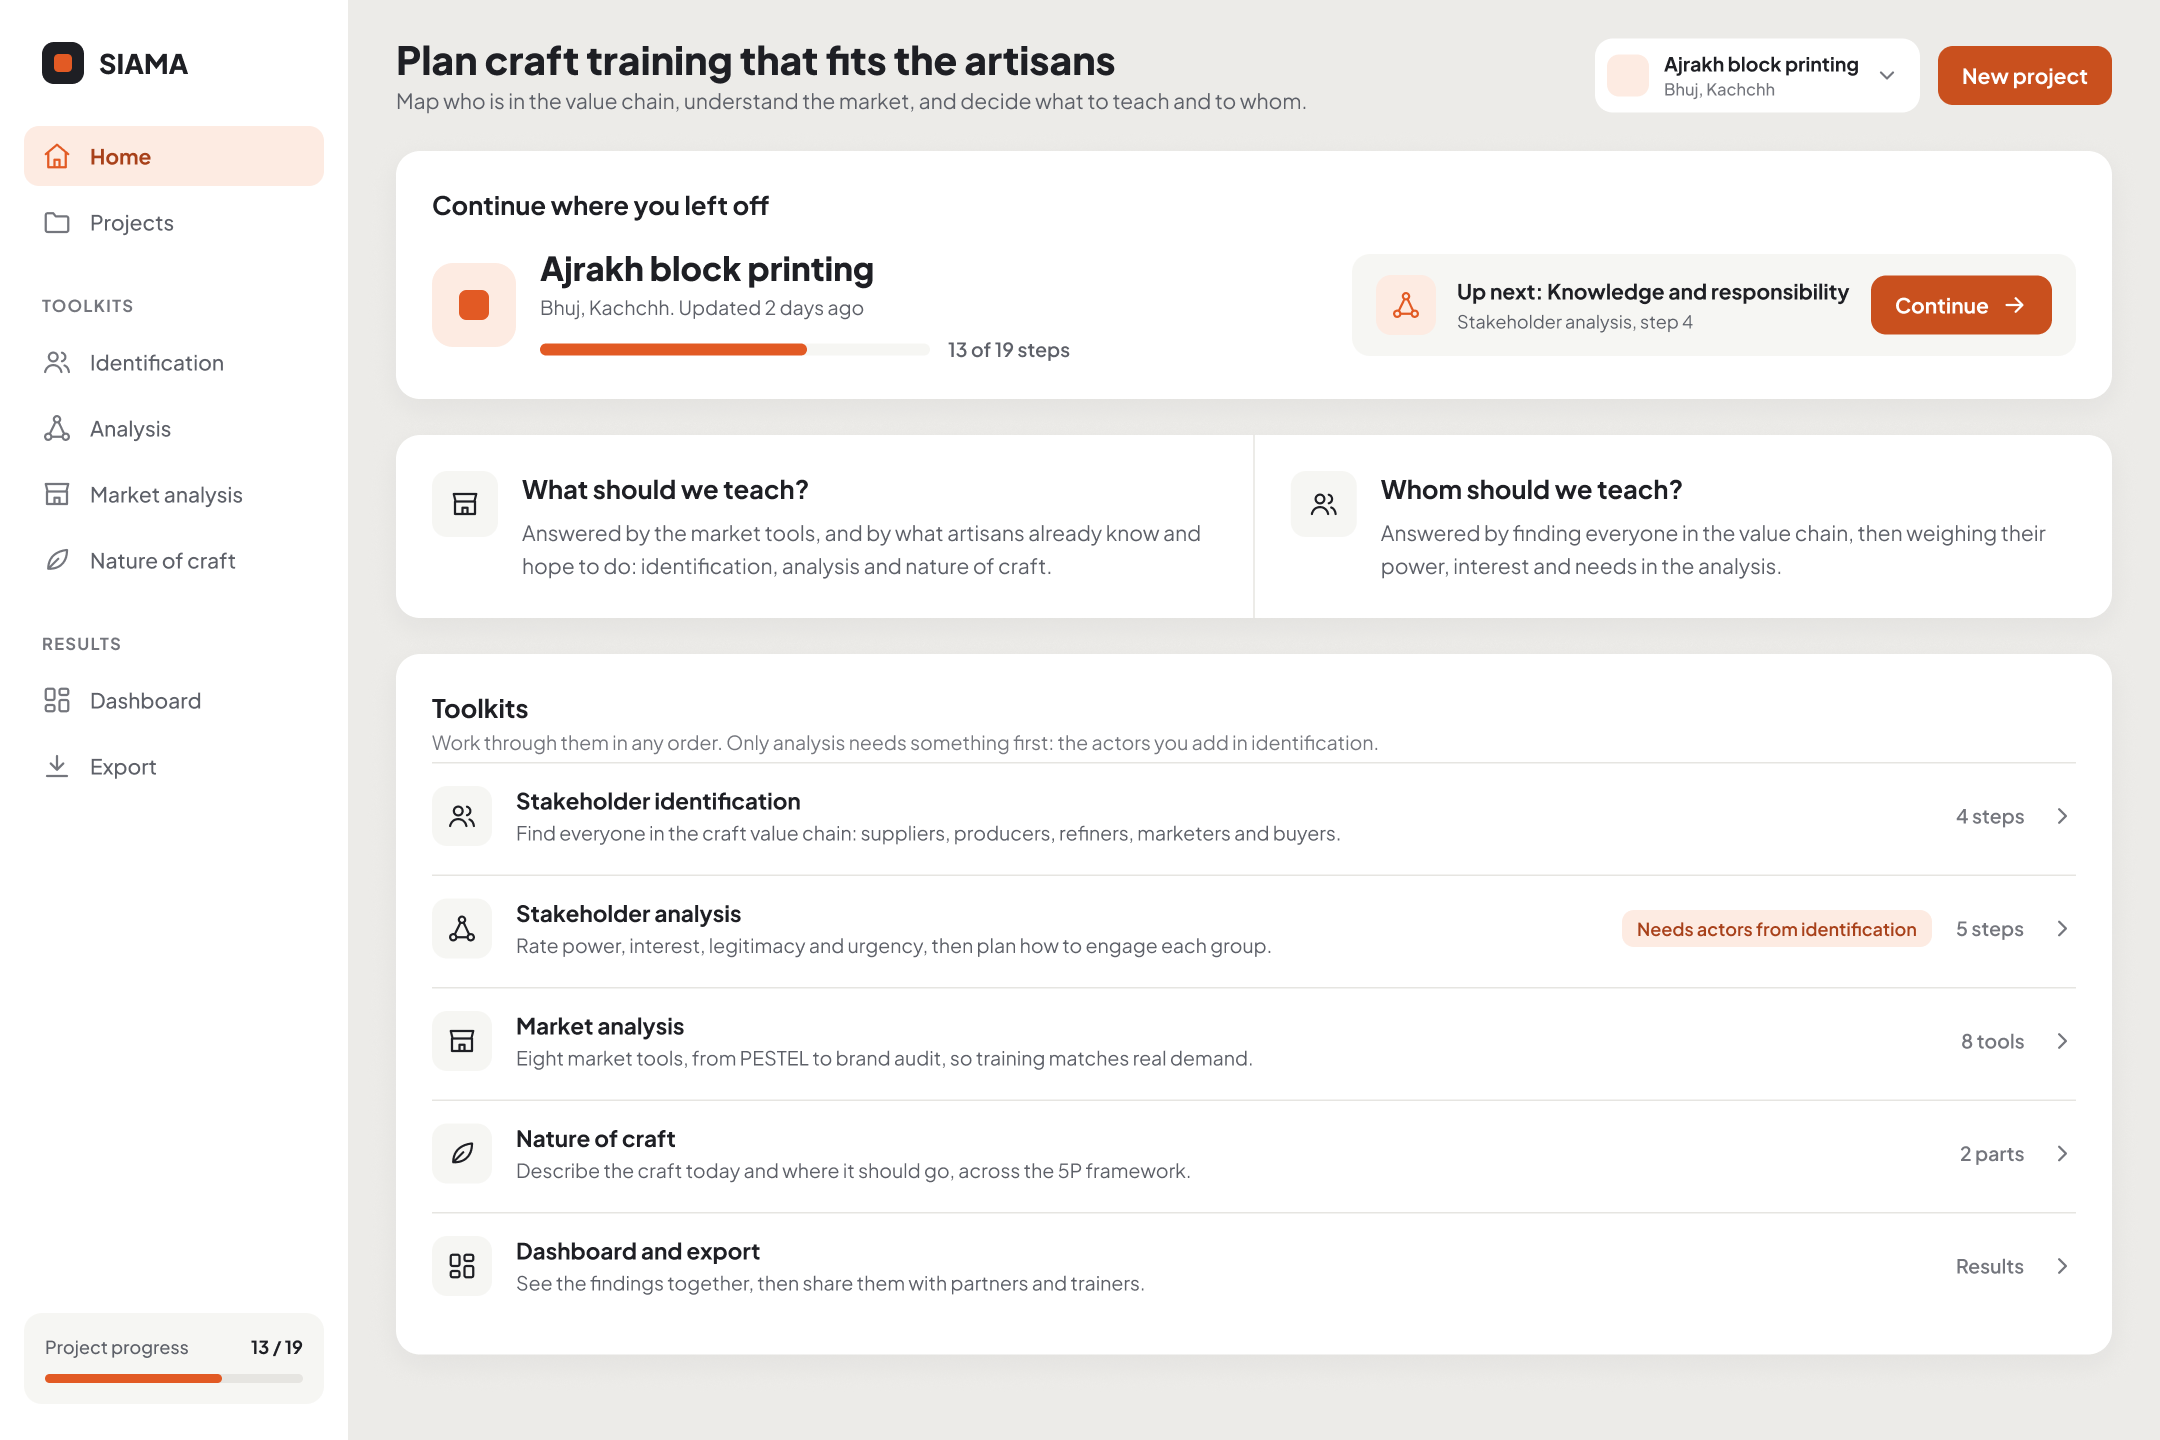 SIAMA
Home
Projects
TOOLKITS
Identification
Analysis
Market analysis
Nature of craft
RESULTS
Dashboard
Export
Project progress 13 / 19
Plan craft training that fits the artisans
Map who is in the value chain, understand the market, and decide what to teach and to whom.
Ajrakh block printing
Bhuj, Kachchh
New project
Continue where you left off
Ajrakh block printing
Bhuj, Kachchh. Updated 2 days ago
13 of 19 steps
Up next: Knowledge and responsibility
Stakeholder analysis, step 4
Continue
What should we teach?
Answered by the market tools, and by what artisans already know and
hope to do: identification, analysis and nature of craft.
Whom should we teach?
Answered by finding everyone in the value chain, then weighing their
power, interest and needs in the analysis.
Toolkits
Work through them in any order. Only analysis needs something first: the actors you add in identification.
Stakeholder identification
Find everyone in the craft value chain: suppliers, producers, refiners, marketers and buyers.
4 steps
Stakeholder analysis
Rate power, interest, legitimacy and urgency, then plan how to engage each group.
Needs actors from identification
5 steps
Market analysis
Eight market tools, from PESTEL to brand audit, so training matches real demand.
8 tools
Nature of craft
Describe the craft today and where it should go, across the 5P framework.
2 parts
Dashboard and export
See the findings together, then share them with partners and trainers.
Results